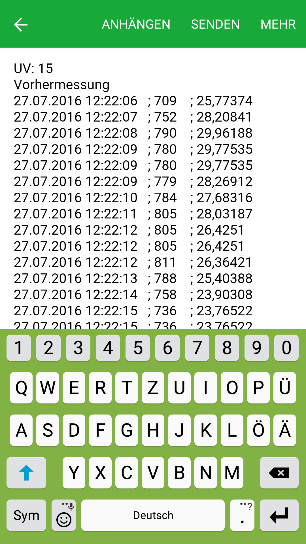 ANHÄNGEN SENDEN MEHR
UV: 15
Vorhermessung
27.07.2016 12:22:06 ; 709 ; 25,77374
27.07.2016 12:22:07 ; 752 ; 28,20841
27.07.2016 12:22:08 ; 790 ; 29,96188
27.07.2016 12:22:09 ; 780 ; 29,77535
27.07.2016 12:22:09 ; 780 ; 29,77535
27.07.2016 12:22:09 ; 779 ; 28,26912
27.07.2016 12:22:10 ; 784 ; 27,68316
27.07.2016 12:22:11 ; 805 ; 28,03187
27.07.2016 12:22:12 ; 805 ; 26,4251
27.07.2016 12:22:12 ; 805 ; 26,4251
27.07.2016 12:22:12 ; 811 ; 26,36421
27.07.2016 12:22:13 ; 788 ; 25,40388
27.07.2016 12:22:14 ; 758 ; 23,90308
27.07.2016 12:22:15 ; 736 ; 23,76522
27.07.2016 12:22:15 ; 736 ; 23,76522
1 2 3 4 5 6 7 8 9 0
Q W E R T Z U I O P Ü
A S D F G H J K L Ö Ä
Y X C V B N M
Sym Deutsch . ?